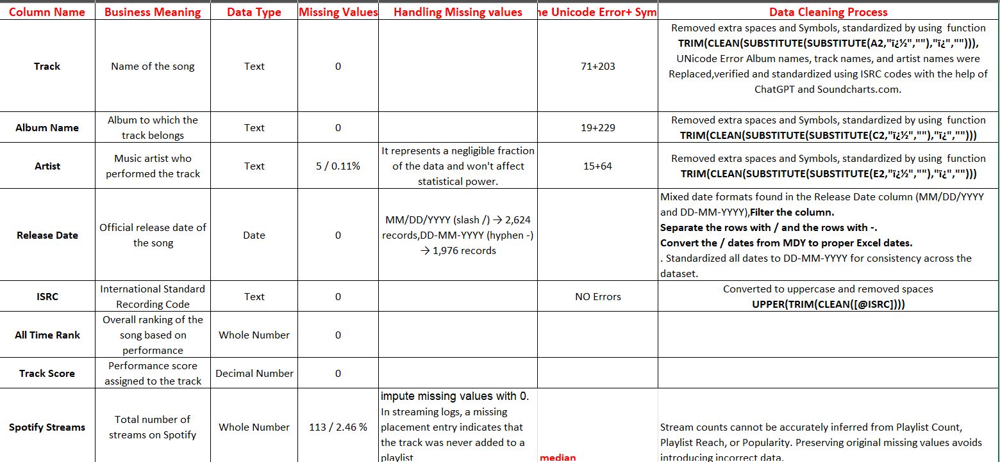 Column Name
Business Meaning
Data Type
Missing Values
Handling Missing values
ne Unicode Error+ Sym
Data Cleaning Process
Track
Name of the song
Text
0
71+203
Removed extra spaces and Symbols, standardized by using function
TRIM(CLEAN(SUBSTITUTE(SUBSTITUTE(A2,"ï¿½",""),"ï¿",""))),
UNicode Error Album names, track names, and artist names were
Replaced,verified and standardized using ISRC codes with the help of
ChatGPT and Soundcharts.com.
Album Name
Album to which the
track belongs
Text
0
19+229
Removed extra spaces and Symbols, standardized by using function
TRIM(CLEAN(SUBSTITUTE(SUBSTITUTE(C2,"ï¿½",""),"ï¿","")))
Artist
Music artist who
performed the track
Text
5 / 0.11%
It represents a negligible fraction
of the data and won't affect
statistical power.
15+64
Removed extra spaces and Symbols, standardized by using function
TRIM(CLEAN(SUBSTITUTE(SUBSTITUTE(E2,"ï¿½",""),"ï¿","")))
Release Date
Official release date of
the song
Date
0
MM/DD/YYYY (slash /) → 2,624
records,DD-MM-YYYY (hyphen -)
→ 1,976 records
Mixed date formats found in the Release Date column (MM/DD/YYYY
and DD-MM-YYYY),Filter the column.
Separate the rows with / and the rows with -.
Convert the / dates from MDY to proper Excel dates.
. Standardized all dates to DD-MM-YYYY for consistency across the
dataset.
ISRC
International Standard
Recording Code
Text
0
NO Errors
Converted to uppercase and removed spaces
UPPER(TRIM(CLEAN([@ISRC])))
All Time Rank
Overall ranking of the
song based on
performance
Whole Number
0
Track Score
Performance score
assigned to the track
Decimal Number
0
Spotify Streams
Total number of
streams on Spotify
Whole Number
113 / 2.46 %
impute missing values with 0.
In streaming logs, a missing
placement entry indicates that
the track was never added to a
playlist
median
Stream counts cannot be accurately inferred from Playlist Count,
Playlist Reach, or Popularity. Preserving original missing values avoids
introducing incorrect data.